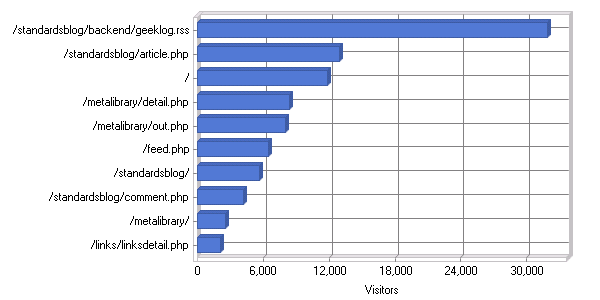 /standardsblog/backend/geeklog.rss
/standardsblog/article.php
/
/metalibrary/detail.php
/metalibrary/out.php
/feed.php
/standardsblog/
/standardsblog/comment.php
/metalibrary/
/links/linksdetail.php
0 6,000 12,000 18,000 24,000 30,000
Visitors